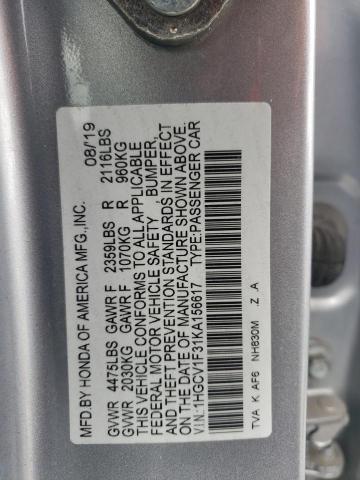 MFD.BY HONDA OF AMERICA MFG.,INC. 08/19
GVWR 4475LBS GAWR F 2359LBS R 2116LBS
GVWR 2030KG GAWR F 1070KG R 960KG
THIS VEHICLE CONFORMS TO ALL APPLICABLE
FEDERAL MOTOR VEHICLE SAFETY BUMPER,
AND THEFT PREVENTION STANDARDS IN EFFECT
ON THE DATE OF MANUFACTURE SHOWN ABOVE.
V.I.N.:1HGCV1F31KA156617 TYPE:PASSENGER CAR
TVA K AF6 NH830M Z A